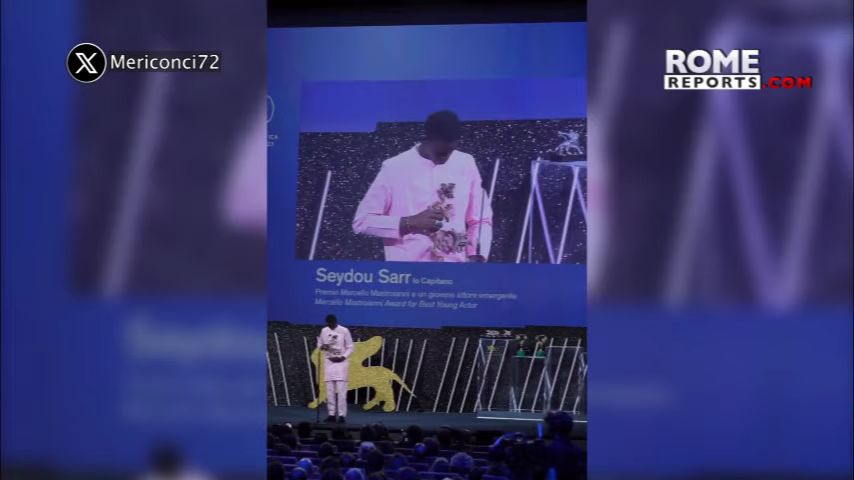 Mericonci72
ROME
REPORTS.COM
Seydou Sarr Io Capitano
Premio Marcello Mastroianni a un giovane attore emergente
Marcello Mastroianni Award for Best Young Actor